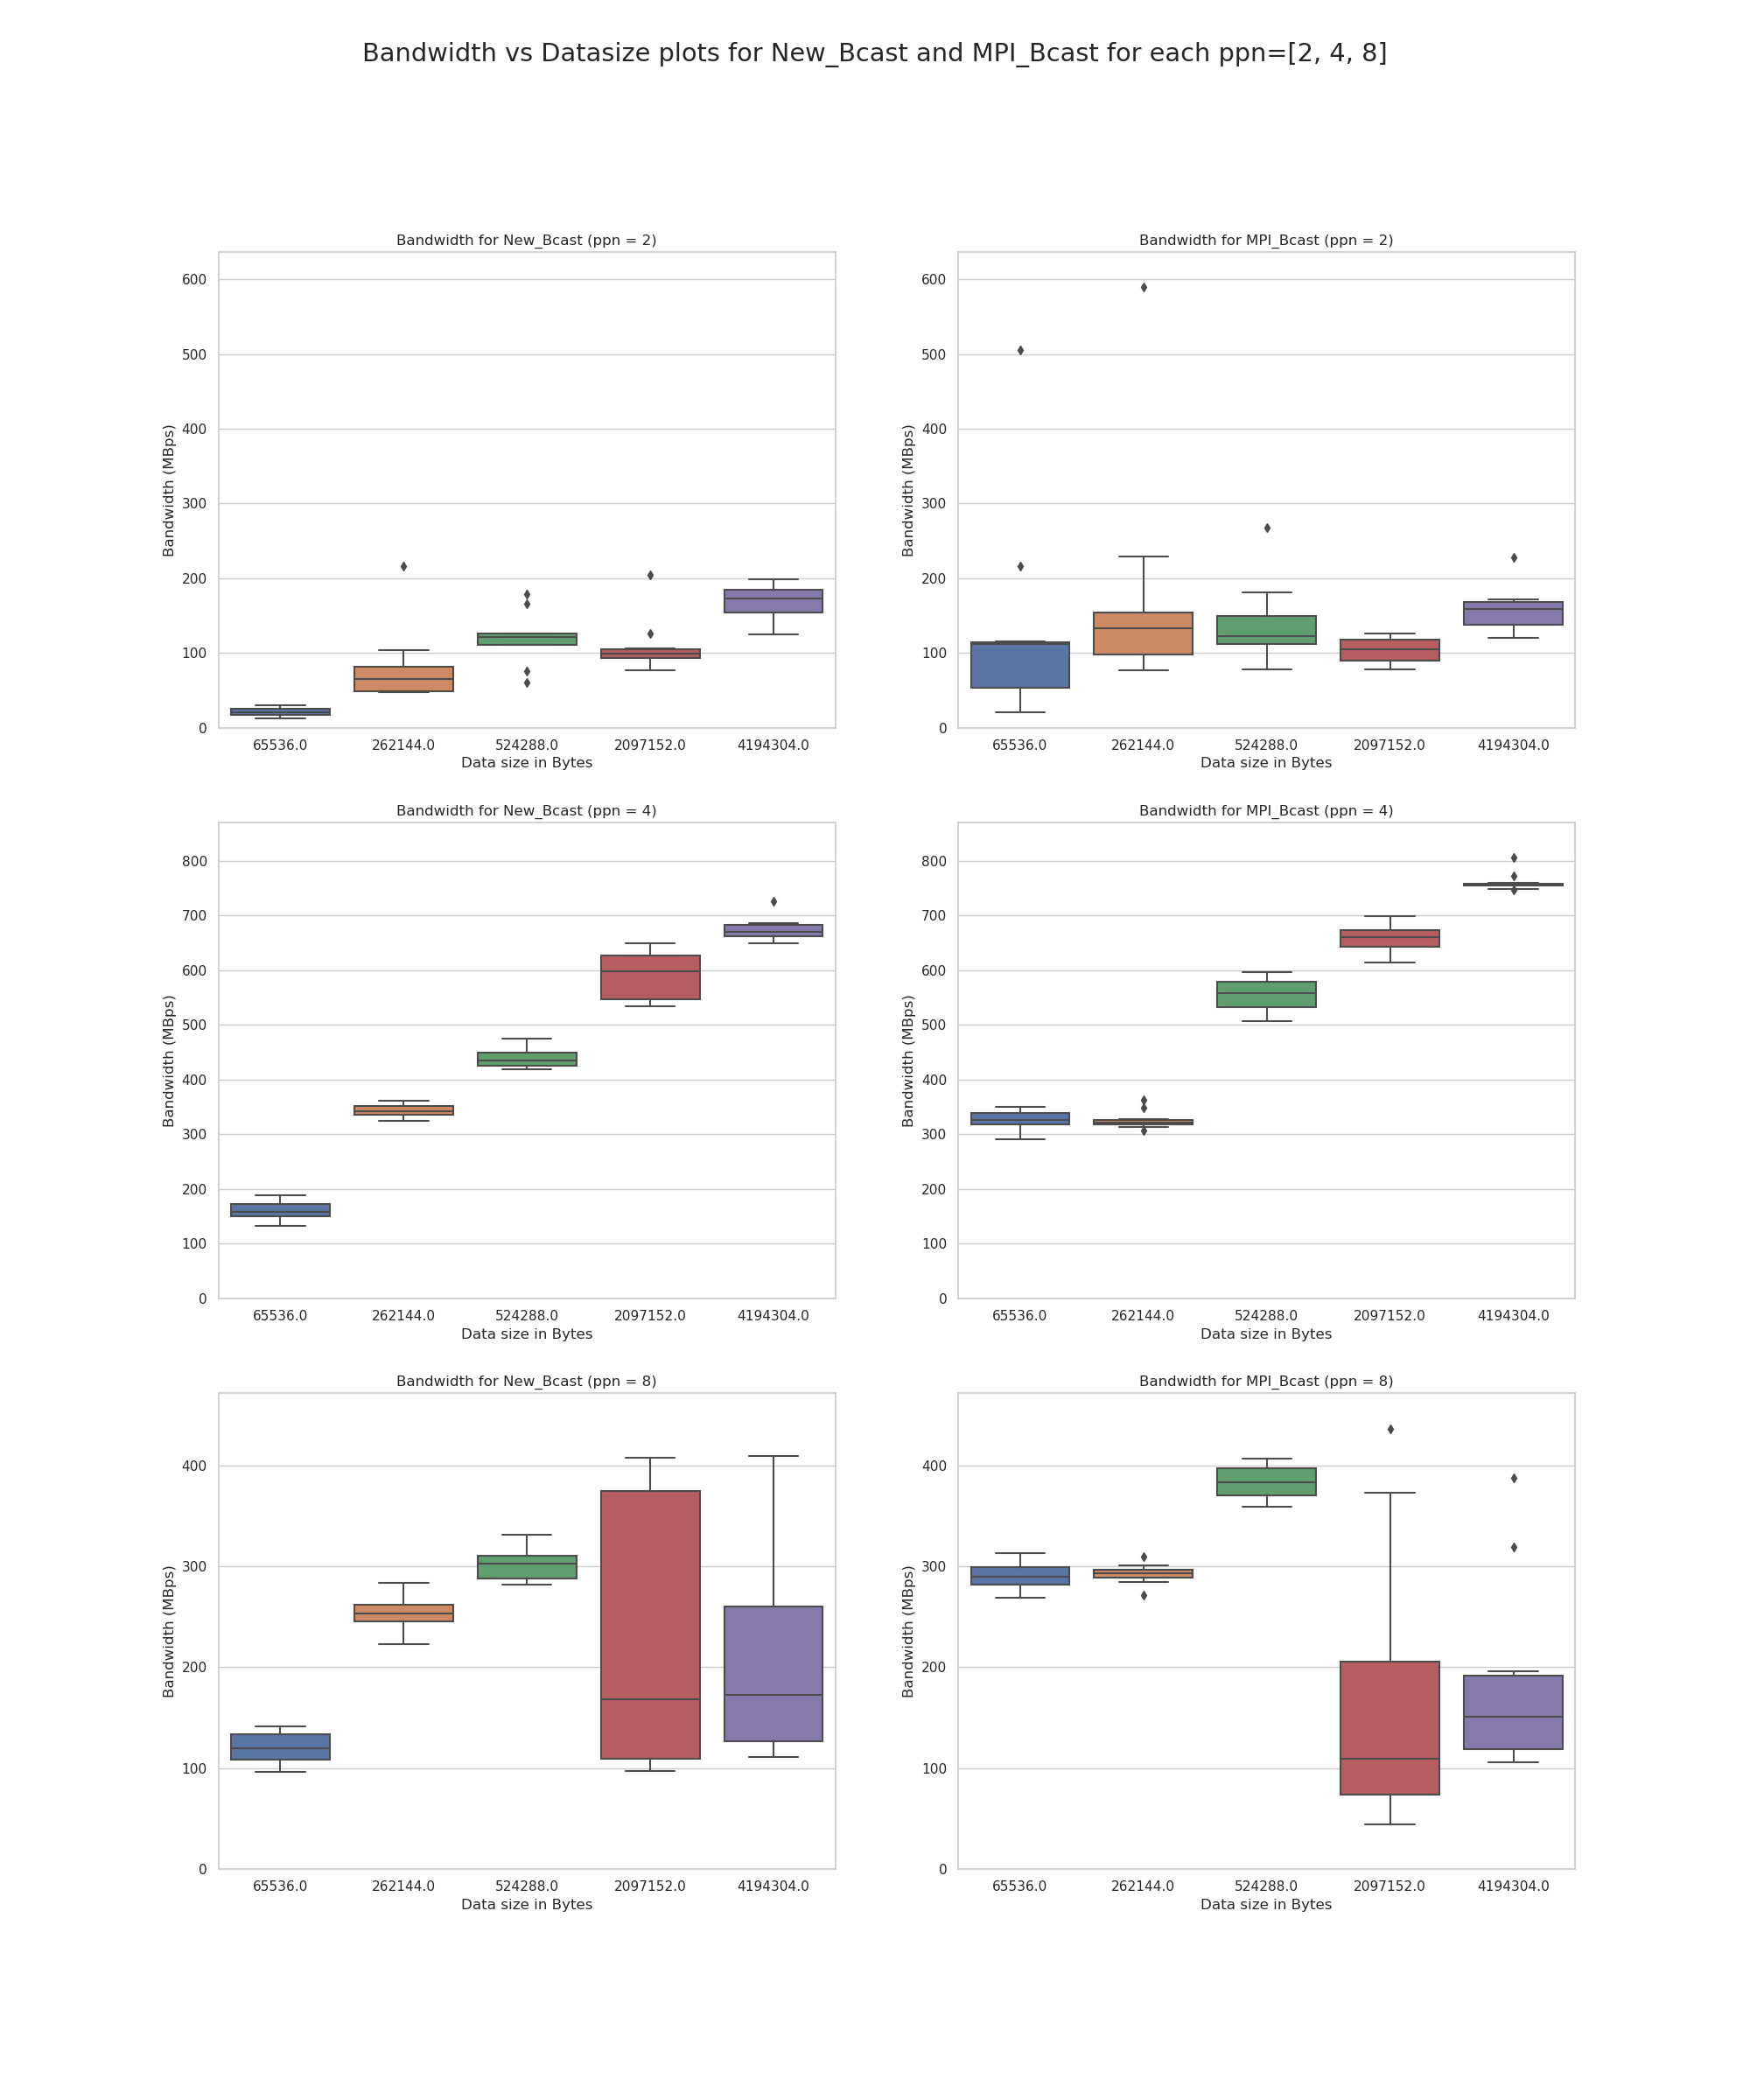 Bandwidth vs Datasize plots for New_Bcast and MPI_Bcast for each ppn=[2, 4, 8]
Bandwidth for New_Bcast (ppn = 2)
600
500
400
300
200
100
0
Bandwidth (MBps)
65536.0 262144.0 524288.0 2097152.0 4194304.0
Data size in Bytes
Bandwidth for MPI_Bcast (ppn = 2)
600
500
400
300
200
100
0
Bandwidth (MBps)
65536.0 262144.0 524288.0 2097152.0 4194304.0
Data size in Bytes
Bandwidth for New_Bcast (ppn = 4)
800
700
600
500
400
300
200
100
0
Bandwidth (MBps)
65536.0 262144.0 524288.0 2097152.0 4194304.0
Data size in Bytes
Bandwidth for MPI_Bcast (ppn = 4)
800
700
600
500
400
300
200
100
0
Bandwidth (MBps)
65536.0 262144.0 524288.0 2097152.0 4194304.0
Data size in Bytes
Bandwidth for New_Bcast (ppn = 8)
400
300
200
100
0
Bandwidth (MBps)
65536.0 262144.0 524288.0 2097152.0 4194304.0
Data size in Bytes
Bandwidth for MPI_Bcast (ppn = 8)
400
300
200
100
0
Bandwidth (MBps)
65536.0 262144.0 524288.0 2097152.0 4194304.0
Data size in Bytes